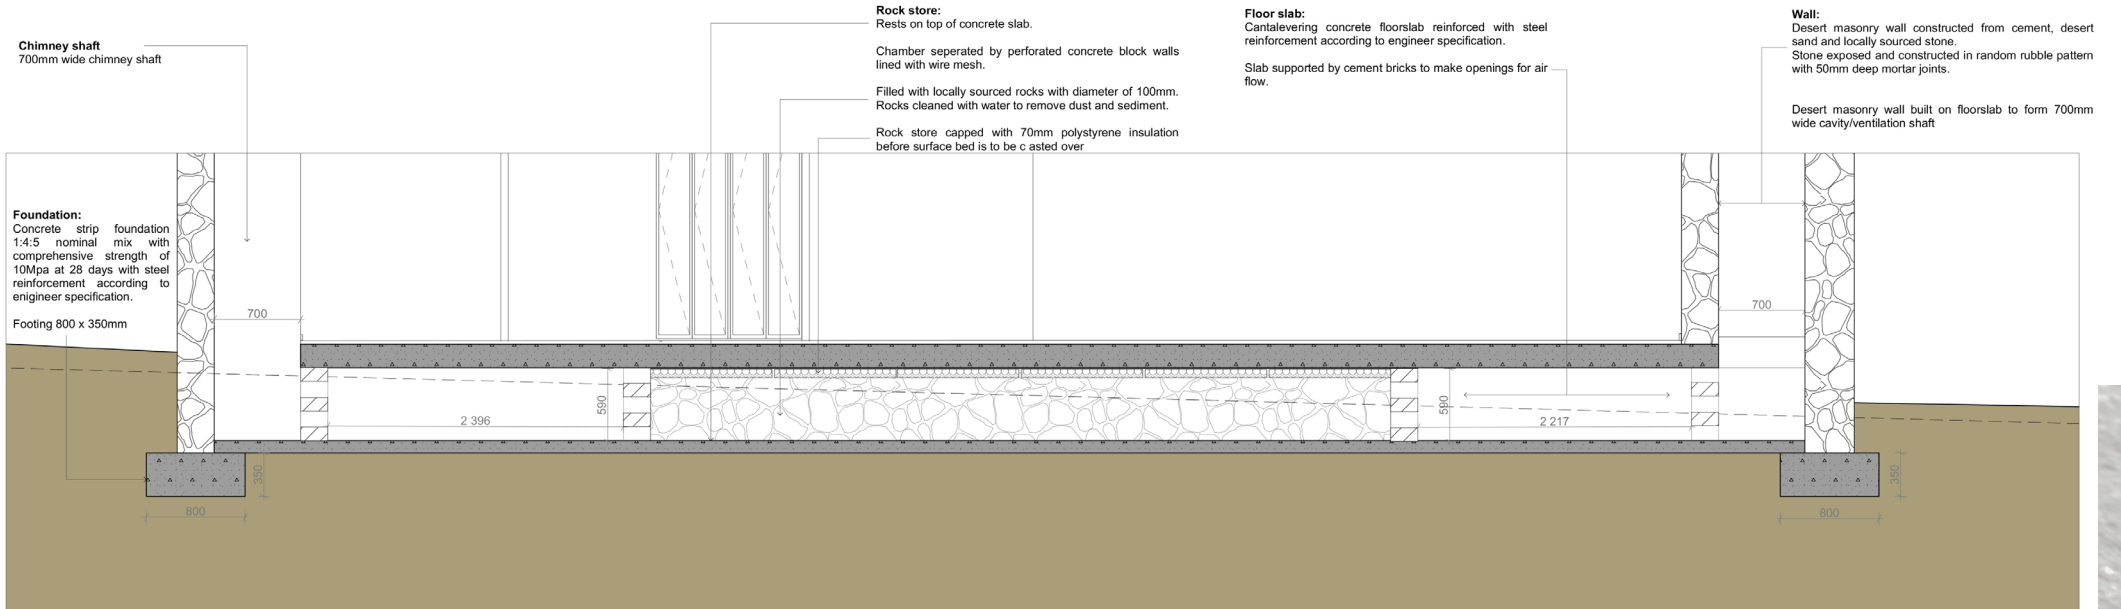 Chimney shaft
700mm wide chimney shaft
Rock store:
Rests on top of concrete slab.
Chamber seperated by perforated concrete block walls
lined with wire mesh.
Filled with locally sourced rocks with diameter of 100mm.
Rocks cleaned with water to remove dust and sediment.
Rock store capped with 70mm polystyrene insulation
before surface bed is to be c asted over
Floor slab:
Cantalevering concrete floorslab reinforced with steel
reinforcement according to engineer specification.
Slab supported by cement bricks to make openings for air
flow.
Wall:
Desert masonry wall constructed from cement, desert
sand and locally sourced stone.
Stone exposed and constructed in random rubble pattern
with 50mm deep mortar joints.
Desert masonry wall built on floorslab to form 700mm
wide cavity/ventilation shaft
Foundation:
Concrete strip foundation
1:4:5 nominal mix with
comprehensive strength of
10Mpa at 28 days with steel
reinforcement according to
enigineer specification.
Footing 800 x 350mm
700
700
590
590
2 396
2 217
350
350
800
800